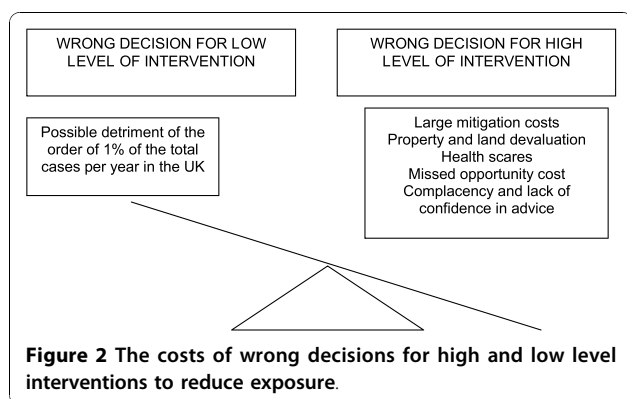 WRONG DECISION FOR LOW
LEVEL OF INTERVENTION
WRONG DECISION FOR HIGH
LEVEL OF INTERVENTION
Possible detriment of the
order of 1% of the total
cases per year in the UK
Large mitigation costs
Property and land devaluation
Health scares
Missed opportunity cost
Complacency and lack of
confidence in advice
Figure 2 The costs of wrong decisions for high and low level
interventions to reduce exposure.